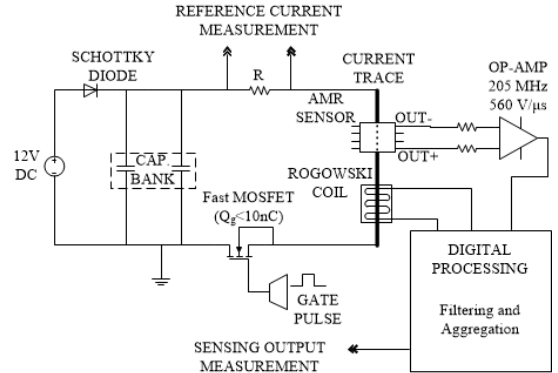 REFERENCE CURRENT
MEASUREMENT
SCHOTTKY
DIODE
R
CURRENT
TRACE
OP-AMP
205 MHz
560 V/μs
AMR
SENSOR
OUT-
OUT+
12V
DC
CAP.
BANK
ROGOWSKI
COIL
Fast MOSFET
(Qg<10nC)
GATE
PULSE
DIGITAL
PROCESSING
Filtering and
Aggregation
SENSING OUTPUT
MEASUREMENT